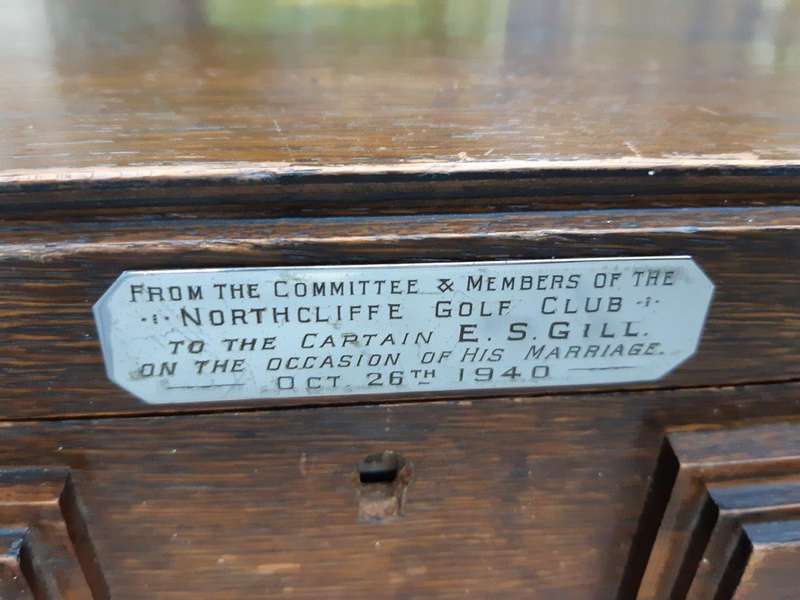 FROM THE COMMITTEE & MEMBERS OF THE
NORTHCLIFFE GOLF CLUB
TO THE CAPTAIN E. S. GILL.
ON THE OCCASION OF HIS MARRIAGE.
OCT 26TH 1940